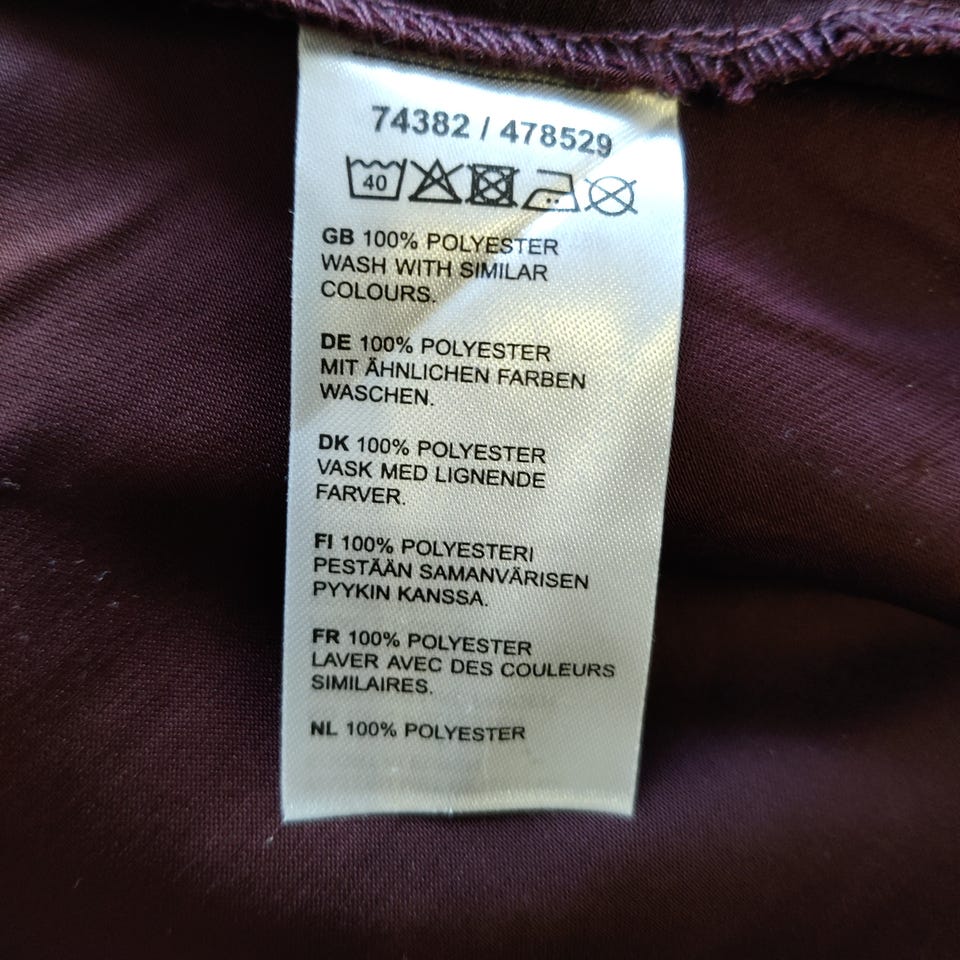 74382 / 478529
40
GB 100% POLYESTER
WASH WITH SIMILAR
COLOURS.
DE 100% POLYESTER
MIT ÄHNLICHEN FARBEN
WASCHEN.
DK 100% POLYESTER
VASK MED LIGNENDE
FARVER.
FI 100% POLYESTERI
PESTÄÄN SAMANVÄRISEN
PYYKIN KANSSA.
FR 100% POLYESTER
LAVER AVEC DES COULEURS
SIMILAIRES.
NL 100% POLYESTER